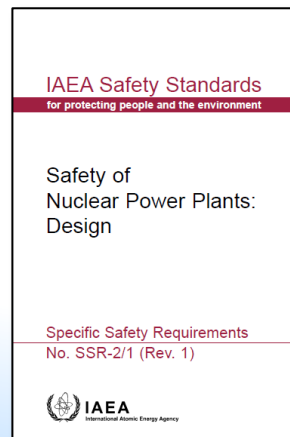 IAEA Safety Standards
for protecting people and the environment
Safety of
Nuclear Power Plants:
Design
Specific Safety Requirements
No. SSR-2/1 (Rev. 1)
IAEA
International Atomic Energy Agency